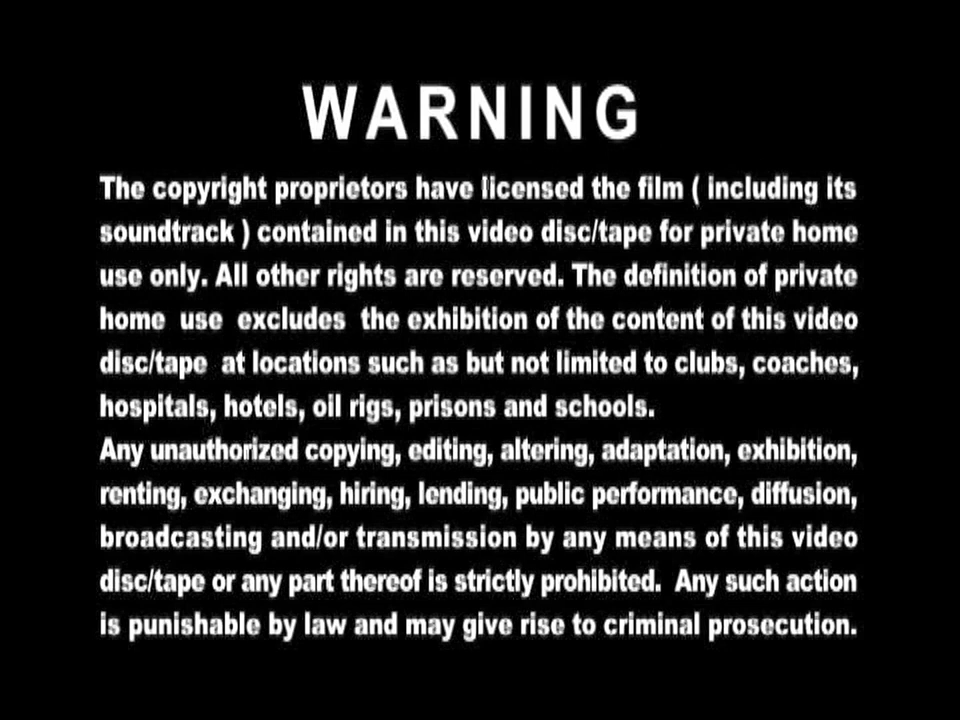 WARNING
The copyright proprietors have licensed the film ( including its
soundtrack ) contained in this video disc/tape for private home
use only. All other rights are reserved. The definition of private
home use excludes the exhibition of the content of this video
disc/tape at locations such as but not limited to clubs, coaches,
hospitals, hotels, oil rigs, prisons and schools.
Any unauthorized copying, editing, altering, adaptation, exhibition,
renting, exchanging, hiring, lending, public performance, diffusion,
broadcasting and/or transmission by any means of this video
disc/tape or any part thereof is strictly prohibited. Any such action
is punishable by law and may give rise to criminal prosecution.